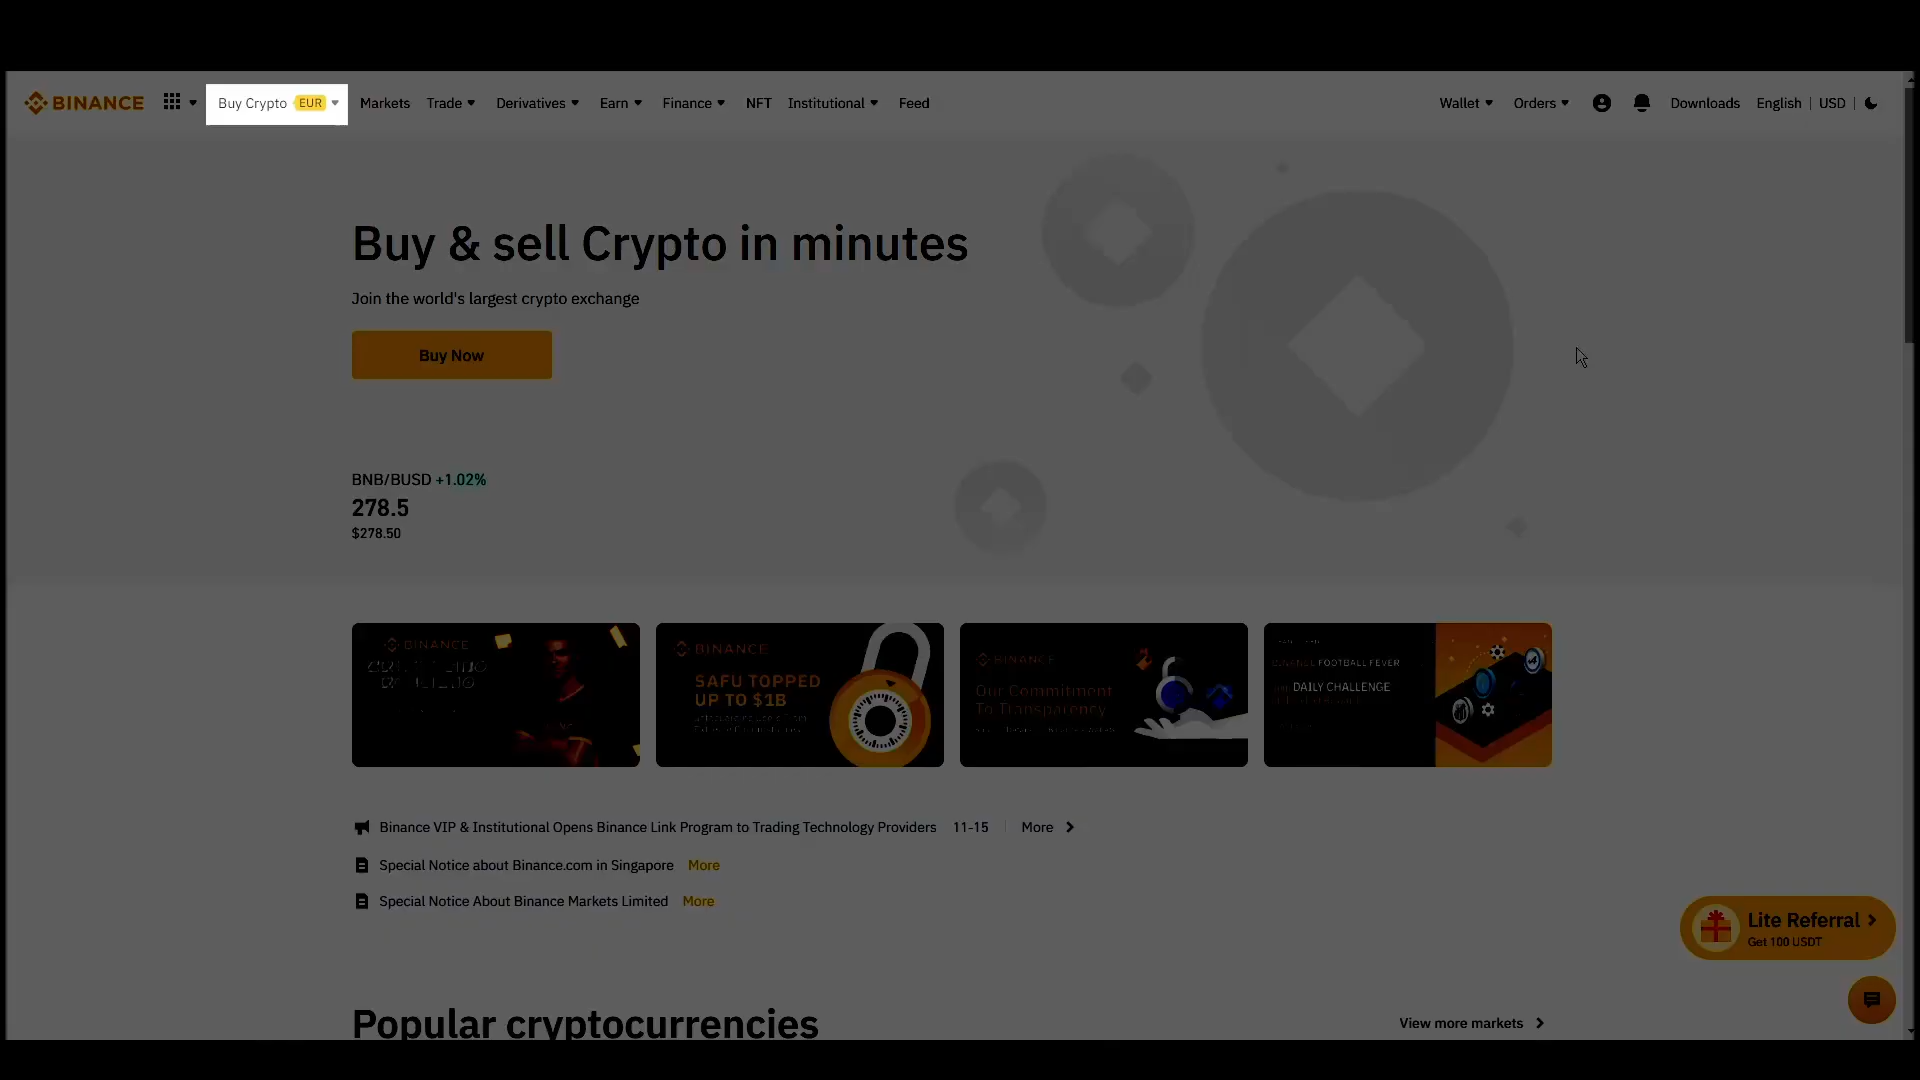 BINANCE Buy Crypto EUR Markets Trade Derivatives Earn Finance NFT Institutional Feed Wallet Orders Downloads English | USD |
Buy & sell Crypto in minutes
Join the world's largest crypto exchange
Buy Now
BNB/BUSD +1.02%
278.5
$278.50
BINANCE
BINANCE
SAFU TOPPED
UP TO $1B
BINANCE
Our Commitment
To Transparency
FOOTBALL FEVER
DAILY CHALLENGE
Binance VIP & Institutional Opens Binance Link Program to Trading Technology Providers 11-15 More
Special Notice about Binance.com in Singapore More
Special Notice About Binance Markets Limited More
Lite Referral
Get 100 USDT
Popular cryptocurrencies
View more markets